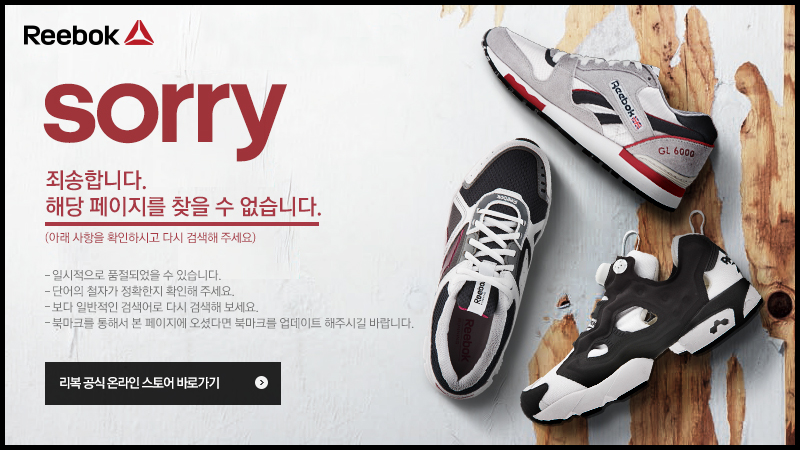 Reebok
sorry
죄송합니다.
해당 페이지를 찾을 수 없습니다.
(아래 사항을 확인하시고 다시 검색해 주세요)
- 일시적으로 품절되었을 수 있습니다.
- 단어의 철자가 정확한지 확인해 주세요.
- 보다 일반적인 검색어로 다시 검색해 보세요.
- 북마크를 통해서 본 페이지에 오셨다면 북마크를 업데이트 해주시길 바랍니다.
리복 공식 온라인 스토어 바로가기
Reebok
GL 6000
Reebok